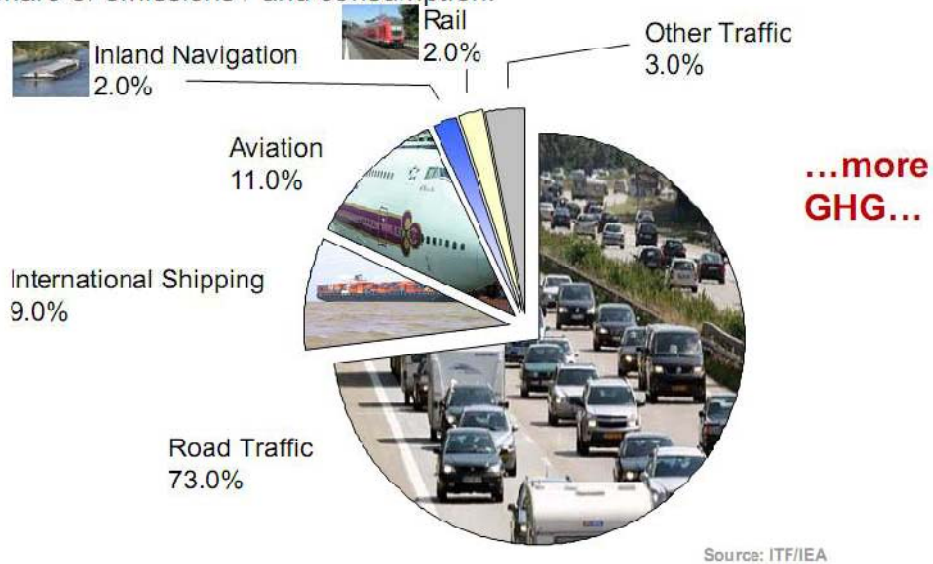 Rail
2.0%
Inland Navigation
2.0%
Other Traffic
3.0%
Aviation
11.0%
...more
GHG...
International Shipping
9.0%
Road Traffic
73.0%
Source: ITF/IEA